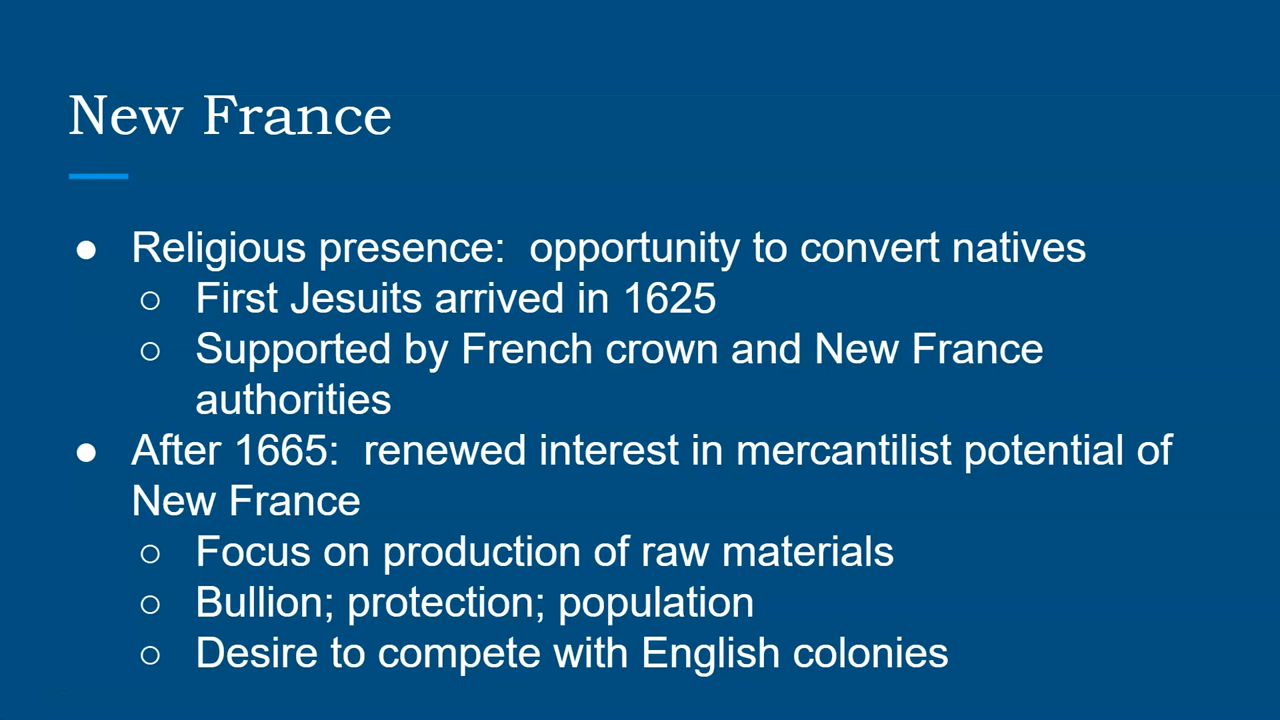 New France
● Religious presence:  opportunity to convert natives
○ First Jesuits arrived in 1625
○ Supported by French crown and New France
authorities
● After 1665:  renewed interest in mercantilist potential of
New France
○ Focus on production of raw materials
○ Bullion; protection; population
○ Desire to compete with English colonies